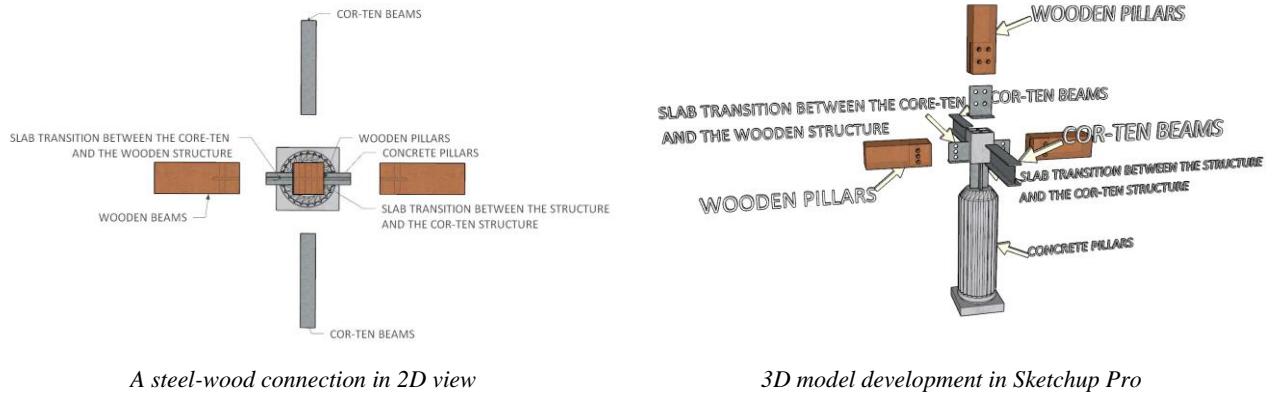 COR-TEN BEAMS
SLAB TRANSITION BETWEEN THE CORE-TEN
AND THE WOODEN STRUCTURE
WOODEN PILLARS
CONCRETE PILLARS
WOODEN BEAMS
SLAB TRANSITION BETWEEN THE STRUCTURE
AND THE COR-TEN STRUCTURE
COR-TEN BEAMS
A steel-wood connection in 2D view
WOODEN PILLARS
SLAB TRANSITION BETWEEN THE CORE-TEN
AND THE WOODEN STRUCTURE
COR-TEN BEAMS
COR-TEN BEAMS
WOODEN PILLARS
SLAB TRANSITION BETWEEN THE STRUCTURE
AND THE COR-TEN STRUCTURE
CONCRETE PILLARS
3D model development in Sketchup Pro